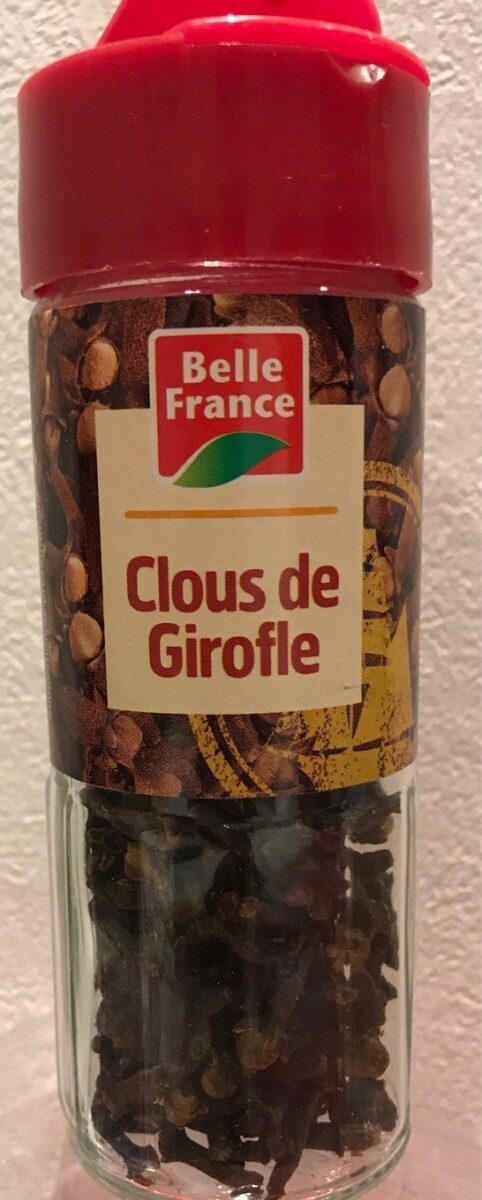 Belle
France
Clous de
Girofle